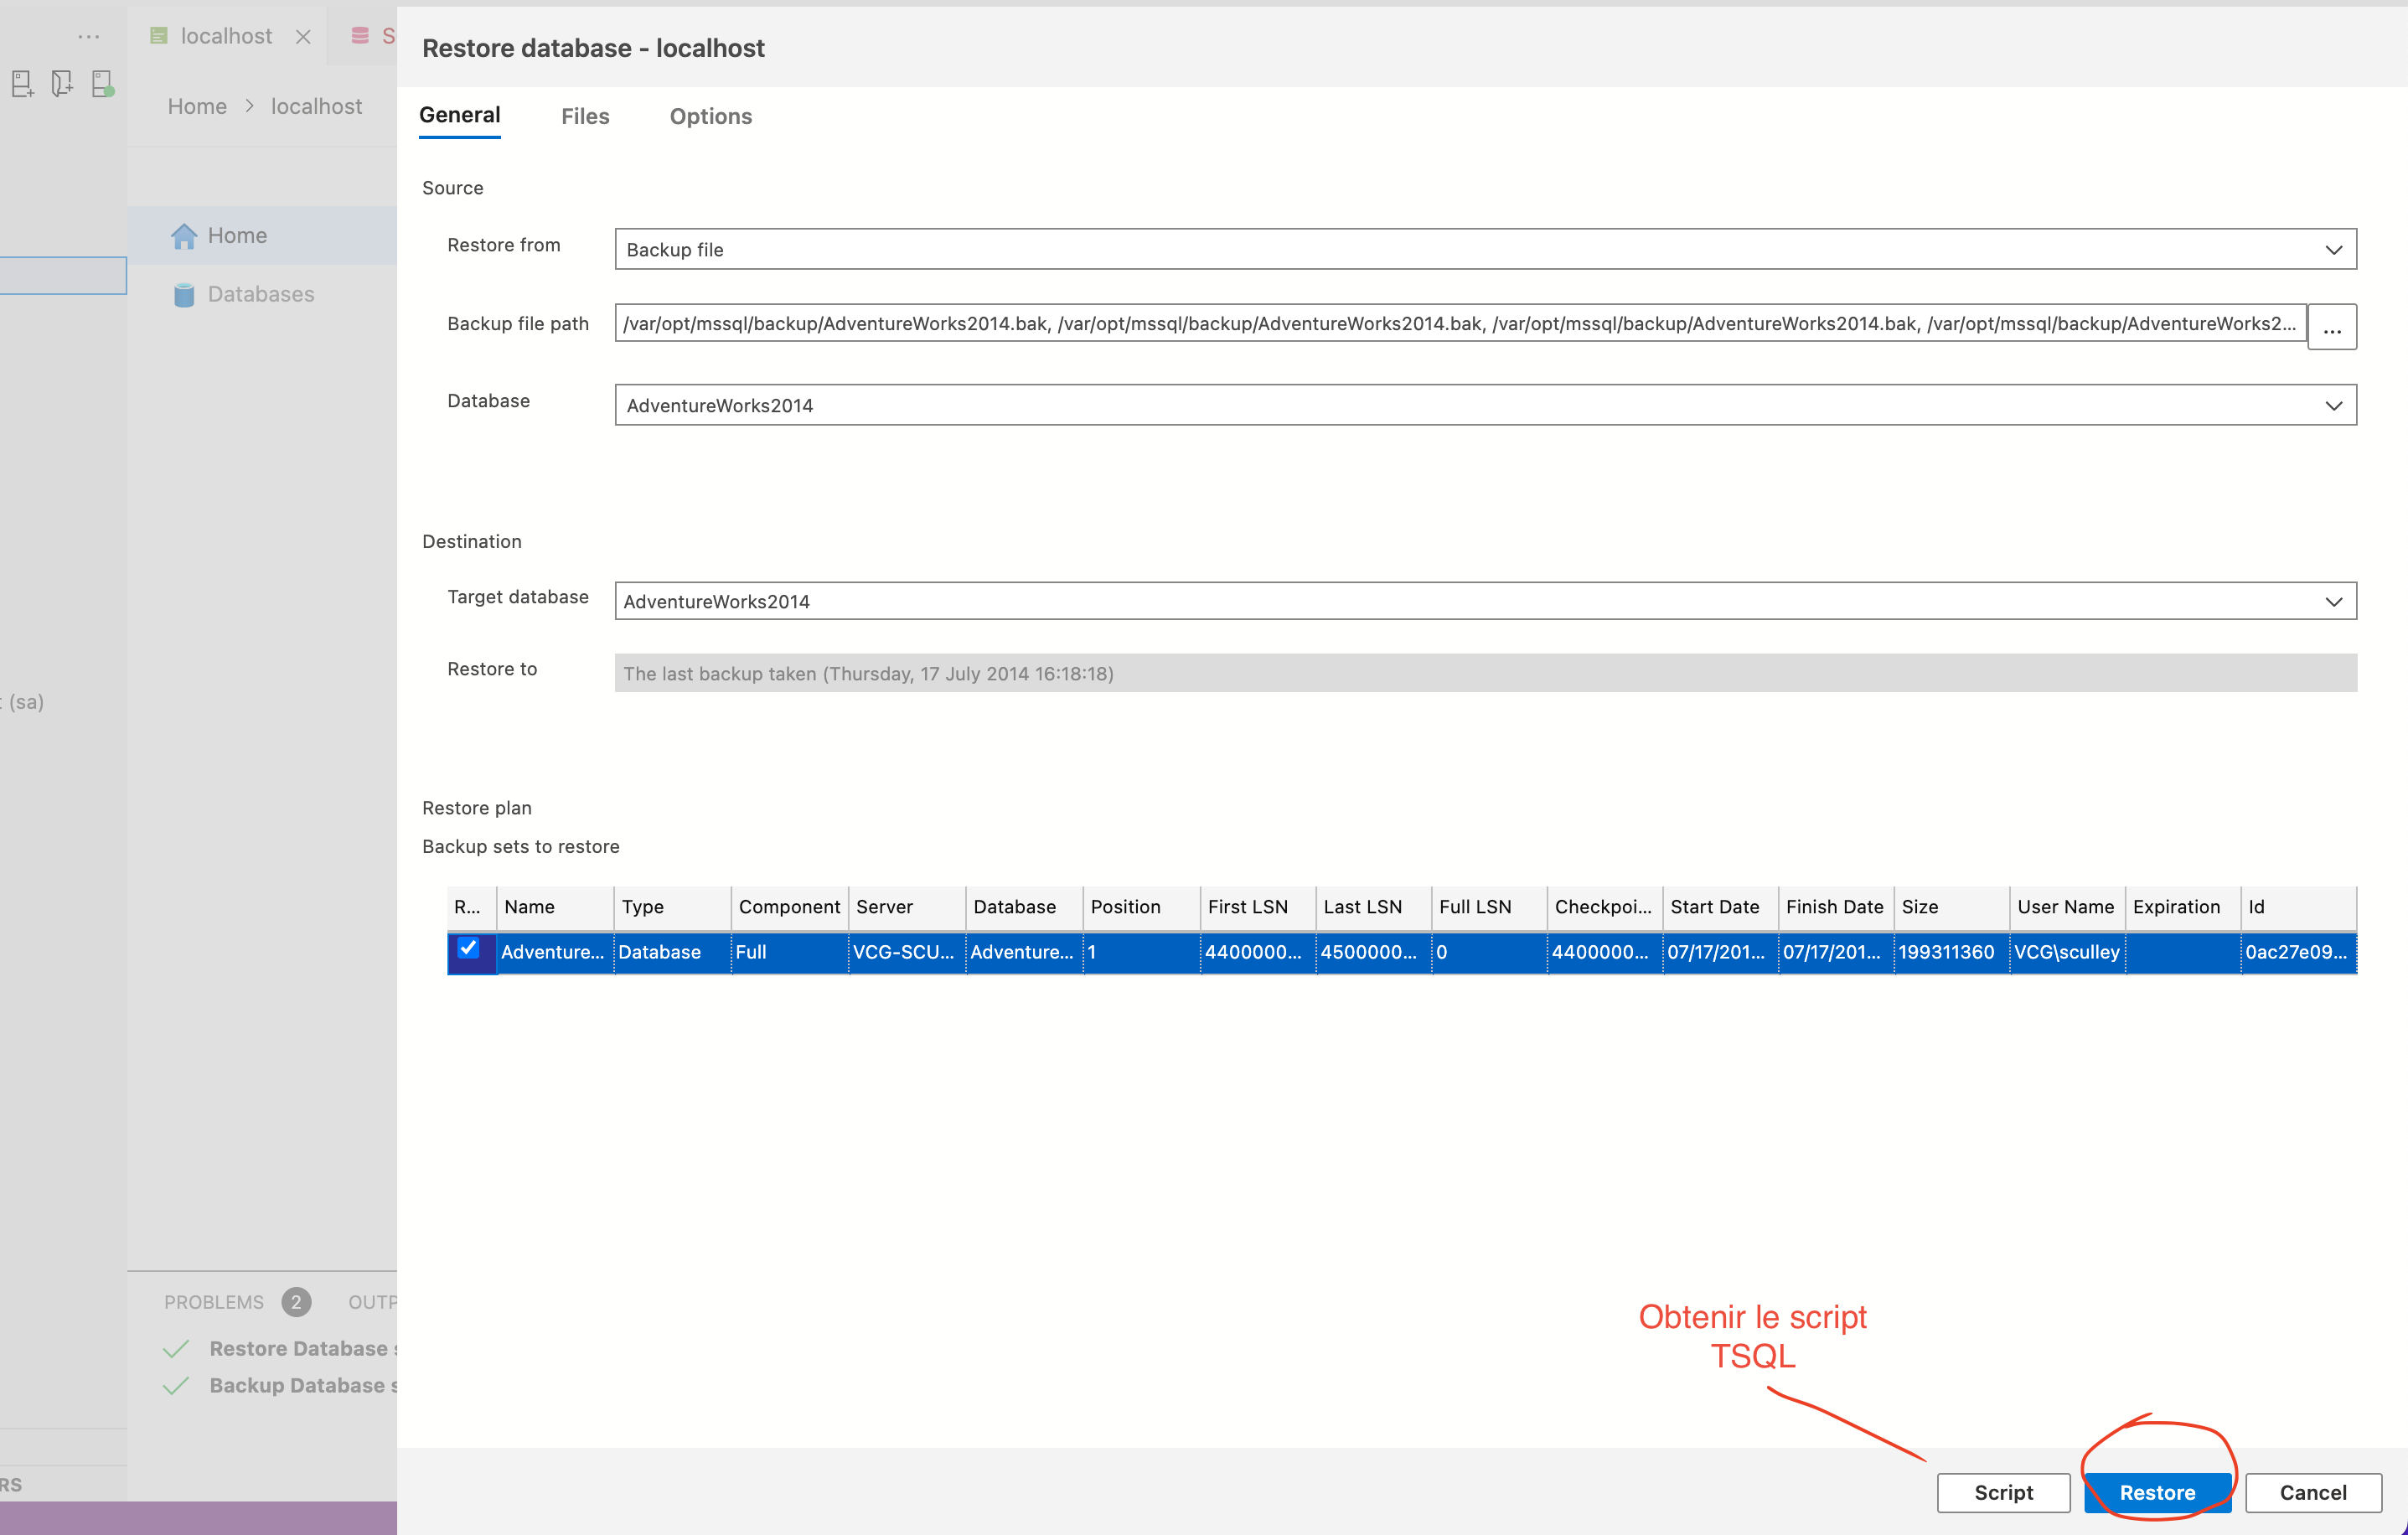 localhost
S
Restore database - localhost
Home > localhost
General
Files
Options
Source
Home
Restore from
Backup file
Databases
Backup file path
/var/opt/mssql/backup/AdventureWorks2014.bak, /var/opt/mssql/backup/AdventureWorks2014.bak, /var/opt/mssql/backup/AdventureWorks2014.bak, /var/opt/mssql/backup/AdventureWorks2...
...
Database
AdventureWorks2014
Destination
Target database
AdventureWorks2014
Restore to
The last backup taken (Thursday, 17 July 2014 16:18:18)
(sa)
Restore plan
Backup sets to restore
R... Name Type Component Server Database Position First LSN Last LSN Full LSN Checkpoi... Start Date Finish Date Size User Name Expiration Id
Adventure... Database Full VCG-SCU... Adventure... 1 4400000... 4500000... 0 4400000... 07/17/201... 07/17/201... 199311360 VCG\sculley 0ac27e09...
PROBLEMS 2 OUTP
Restore Database s
Backup Database s
Obtenir le script
TSQL
RS
Script
Restore
Cancel